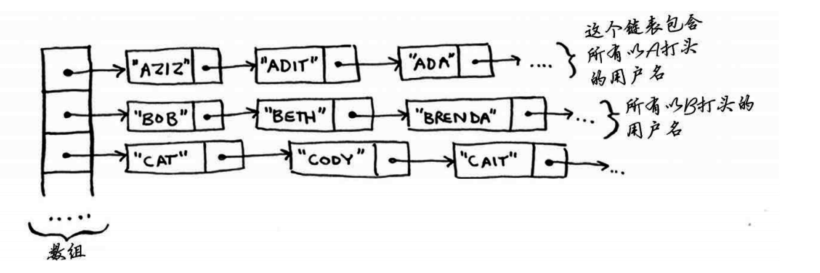 这个链表包含
所有以A打头
的用户名
"AZIZ" "ADIT" "ADA" ....
"BOB" "BETH" "BRENDA" ...
所有以B打头的
用户名
"CAT" "CODY" "CAIT" ...
.....
数组